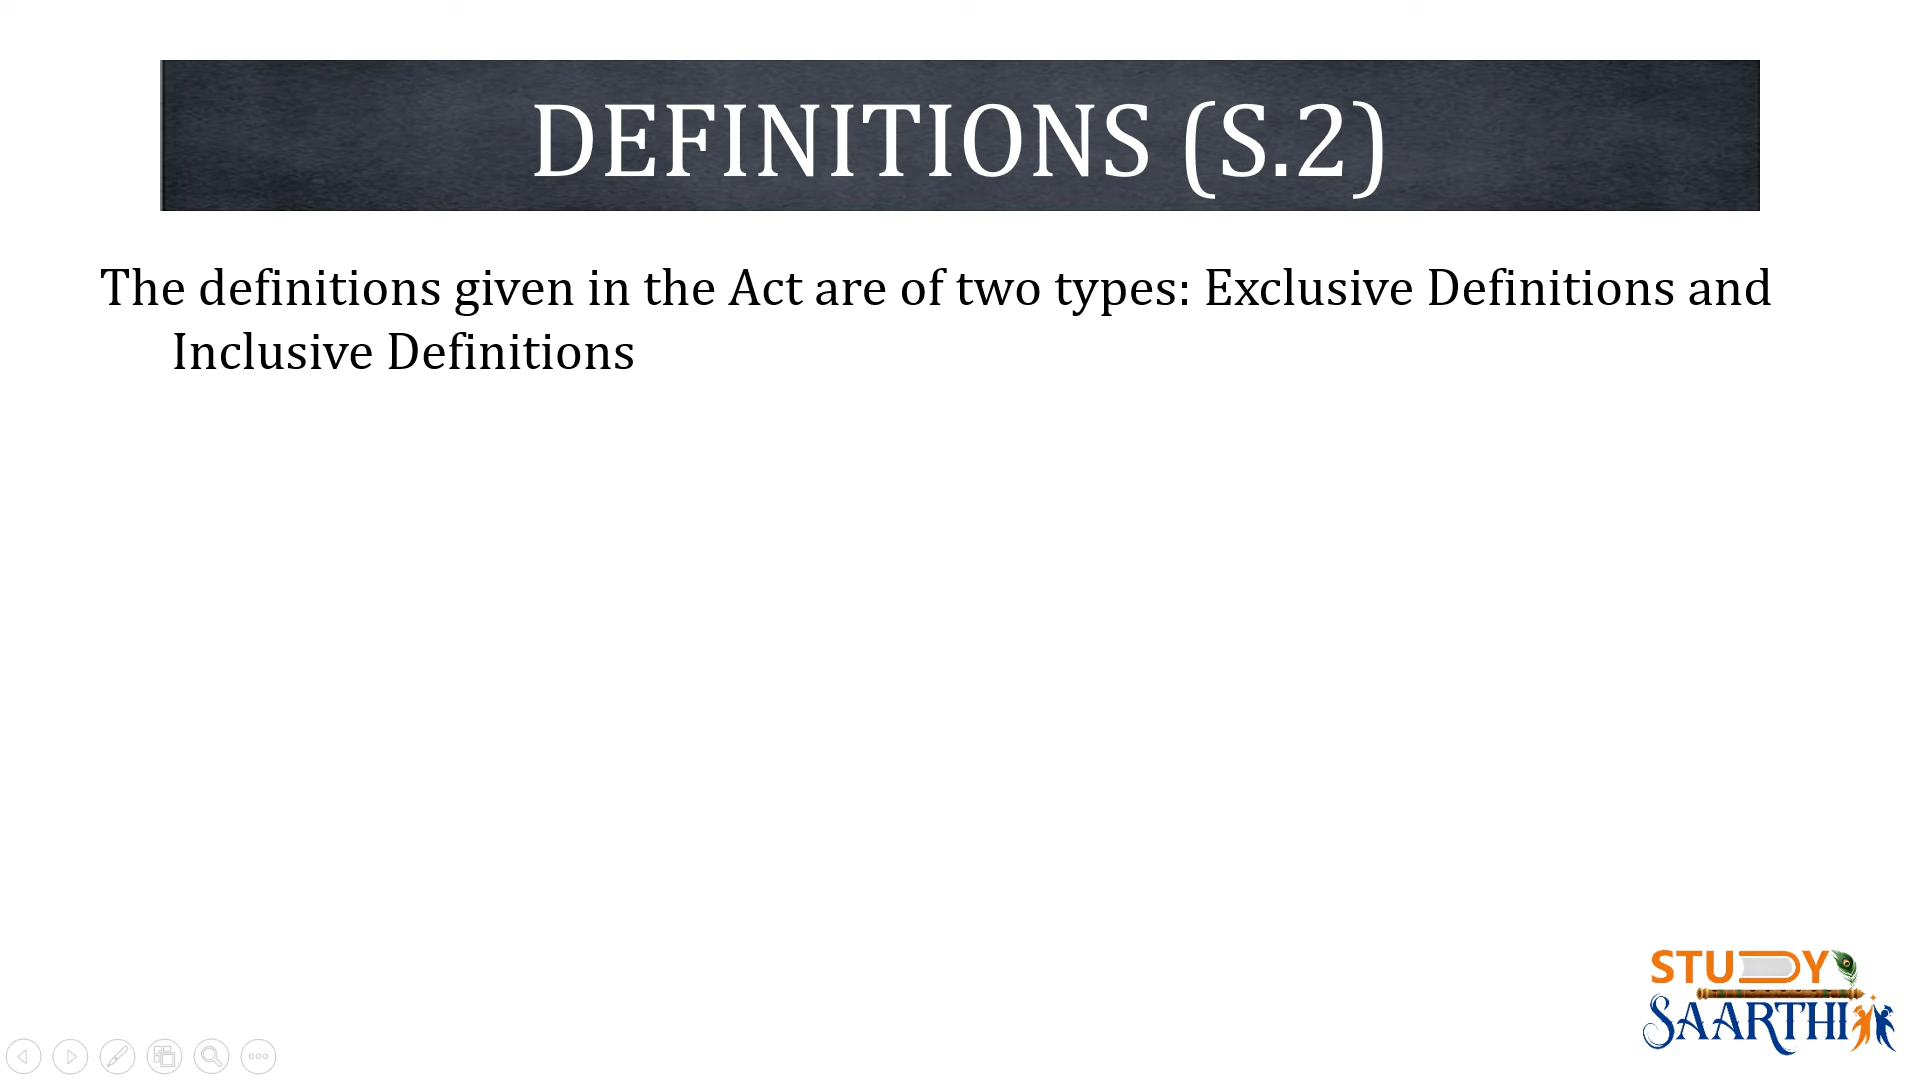 DEFINITIONS (S.2)
The definitions given in the Act are of two types: Exclusive Definitions and
Inclusive Definitions
STUDY
SAARTHI